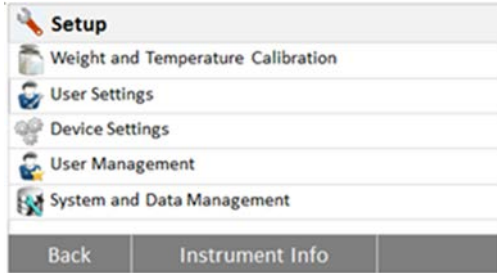 Setup
Weight and Temperature Calibration
User Settings
Device Settings
User Management
System and Data Management
Back Instrument Info